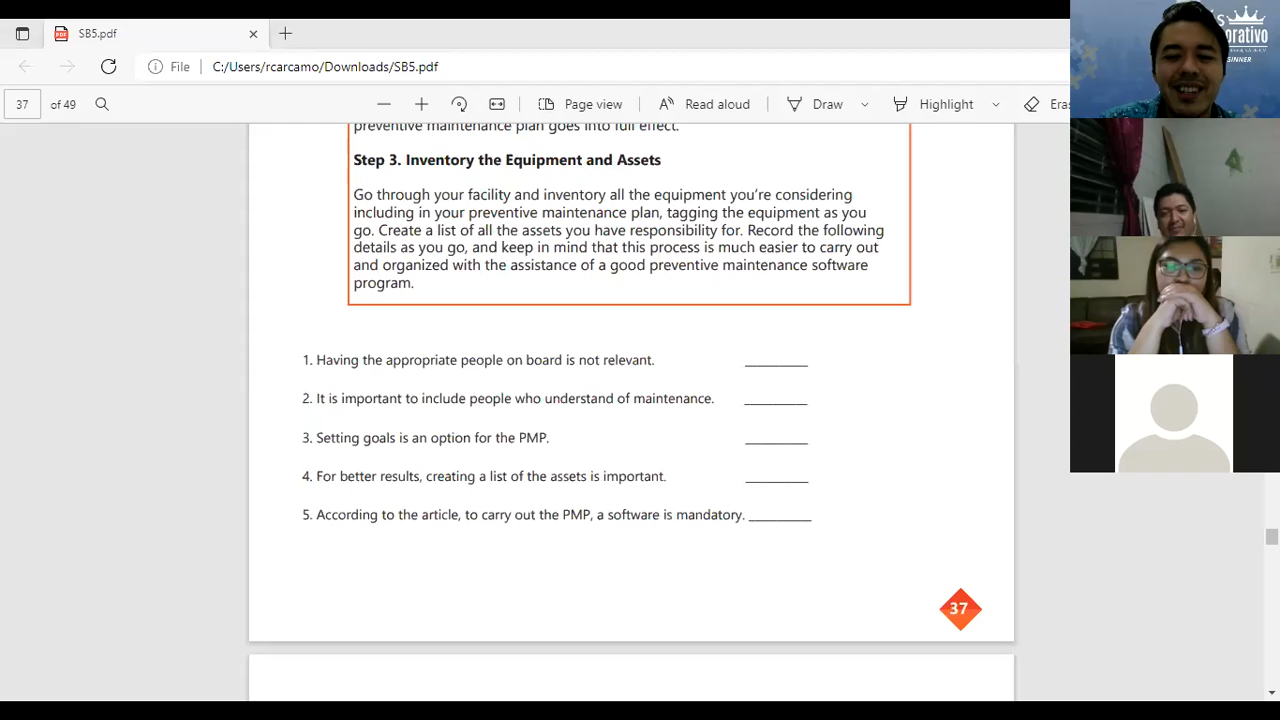 SB5.pdf
File
C:/Users/rcarcamo/Downloads/SB5.pdf
37 of 49
Page view
Read aloud
Draw
Highlight
preventive maintenance plan goes into full effect.
Step 3. Inventory the Equipment and Assets
Go through your facility and inventory all the equipment you're considering
including in your preventive maintenance plan, tagging the equipment as you
go. Create a list of all the assets you have responsibility for. Record the following
details as you go, and keep in mind that this process is much easier to carry out
and organized with the assistance of a good preventive maintenance software
program.
1. Having the appropriate people on board is not relevant. _________
2. It is important to include people who understand of maintenance. _________
3. Setting goals is an option for the PMP. _________
4. For better results, creating a list of the assets is important. _________
5. According to the article, to carry out the PMP, a software is mandatory. _________
37